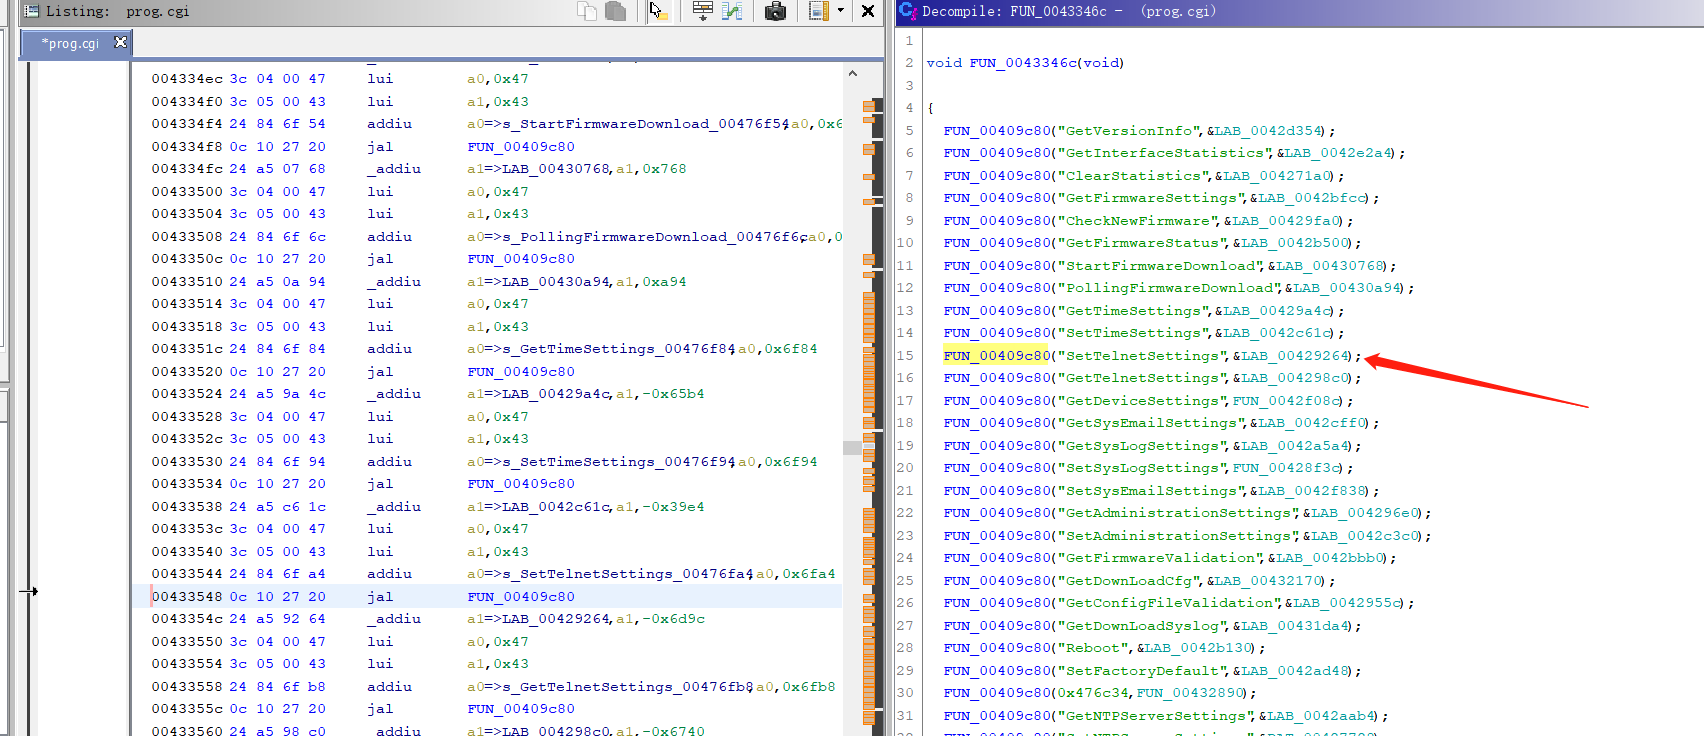 Listing: prog.cgi
*prog.cgi
004334ec 3c 04 00 47 lui a0,0x47
004334f0 3c 05 00 43 lui a1,0x43
004334f4 24 84 6f 54 addiu a0=>s_StartFirmwareDownload_00476f54,a0,0x6
004334f8 0c 10 27 20 jal FUN_00409c80
004334fc 24 a5 07 68 _addiu a1=>LAB_00430768,a1,0x768
00433500 3c 04 00 47 lui a0,0x47
00433504 3c 05 00 43 lui a1,0x43
00433508 24 84 6f 6c addiu a0=>s_PollingFirmwareDownload_00476f6c,a0,0
0043350c 0c 10 27 20 jal FUN_00409c80
00433510 24 a5 0a 94 _addiu a1=>LAB_00430a94,a1,0xa94
00433514 3c 04 00 47 lui a0,0x47
00433518 3c 05 00 43 lui a1,0x43
0043351c 24 84 6f 84 addiu a0=>s_GetTimeSettings_00476f84,a0,0x6f84
00433520 0c 10 27 20 jal FUN_00409c80
00433524 24 a5 9a 4c _addiu a1=>LAB_00429a4c,a1,-0x65b4
00433528 3c 04 00 47 lui a0,0x47
0043352c 3c 05 00 43 lui a1,0x43
00433530 24 84 6f 94 addiu a0=>s_SetTimeSettings_00476f94,a0,0x6f94
00433534 0c 10 27 20 jal FUN_00409c80
00433538 24 a5 c6 1c _addiu a1=>LAB_0042c61c,a1,-0x39e4
0043353c 3c 04 00 47 lui a0,0x47
00433540 3c 05 00 43 lui a1,0x43
00433544 24 84 6f a4 addiu a0=>s_SetTelnetSettings_00476fa4,a0,0x6fa4
00433548 0c 10 27 20 jal FUN_00409c80
0043354c 24 a5 92 64 _addiu a1=>LAB_00429264,a1,-0x6d9c
00433550 3c 04 00 47 lui a0,0x47
00433554 3c 05 00 43 lui a1,0x43
00433558 24 84 6f b8 addiu a0=>s_GetTelnetSettings_00476fb8,a0,0x6fb8
0043355c 0c 10 27 20 jal FUN_00409c80
00433560 24 a5 98 c0 _addiu a1=>LAB_004298c0,a1,-0x6740
Decompile: FUN_0043346c - (prog.cgi)
1
2 void FUN_0043346c(void)
3
4 {
5 FUN_00409c80("GetVersionInfo",&LAB_0042d354);
6 FUN_00409c80("GetInterfaceStatistics",&LAB_0042e2a4);
7 FUN_00409c80("ClearStatistics",&LAB_004271a0);
8 FUN_00409c80("GetFirmwareSettings",&LAB_0042bfcc);
9 FUN_00409c80("CheckNewFirmware",&LAB_00429fa0);
10 FUN_00409c80("GetFirmwareStatus",&LAB_0042b500);
11 FUN_00409c80("StartFirmwareDownload",&LAB_00430768);
12 FUN_00409c80("PollingFirmwareDownload",&LAB_00430a94);
13 FUN_00409c80("GetTimeSettings",&LAB_00429a4c);
14 FUN_00409c80("SetTimeSettings",&LAB_0042c61c);
15 FUN_00409c80("SetTelnetSettings",&LAB_00429264);
16 FUN_00409c80("GetTelnetSettings",&LAB_004298c0);
17 FUN_00409c80("GetDeviceSettings",FUN_0042f08c);
18 FUN_00409c80("GetSysEmailSettings",&LAB_0042cff0);
19 FUN_00409c80("GetSysLogSettings",&LAB_0042a5a4);
20 FUN_00409c80("SetSysLogSettings",FUN_00428f3c);
21 FUN_00409c80("SetSysEmailSettings",&LAB_0042f838);
22 FUN_00409c80("GetAdministrationSettings",&LAB_004296e0);
23 FUN_00409c80("SetAdministrationSettings",&LAB_0042c3c0);
24 FUN_00409c80("GetFirmwareValidation",&LAB_0042bbb0);
25 FUN_00409c80("GetDownLoadCfg",&LAB_00432170);
26 FUN_00409c80("GetConfigFileValidation",&LAB_0042955c);
27 FUN_00409c80("GetDownLoadSyslog",&LAB_00431da4);
28 FUN_00409c80("Reboot",&LAB_0042b130);
29 FUN_00409c80("SetFactoryDefault",&LAB_0042ad48);
30 FUN_00409c80(0x476c34,FUN_00432890);
31 FUN_00409c80("GetNTPServerSettings",&LAB_0042aab4);